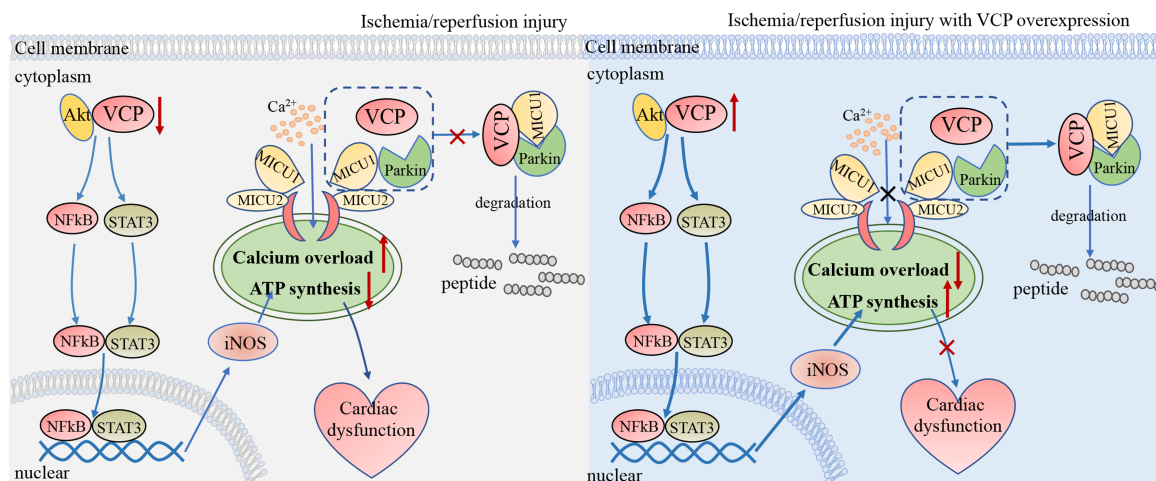 Ischemia/reperfusion injury
Cell membrane
cytoplasm
Akt
VCP
Ca²⁺
VCP
MICU1
MICU1
Parkin
MICU2
MICU2
VCP
MICU1
Parkin
NFkB
STAT3
degradation
Calcium overload
ATP synthesis
peptide
NFkB
STAT3
iNOS
Cardiac
dysfunction
NFkB
STAT3
nuclear
Ischemia/reperfusion injury with VCP overexpression
Cell membrane
cytoplasm
Akt
VCP
Ca²⁺
VCP
MICU1
MICU1
Parkin
MICU2
MICU2
VCP
MICU1
Parkin
NFkB
STAT3
degradation
Calcium overload
ATP synthesis
peptide
NFkB
STAT3
iNOS
Cardiac
dysfunction
NFkB
STAT3
nuclear